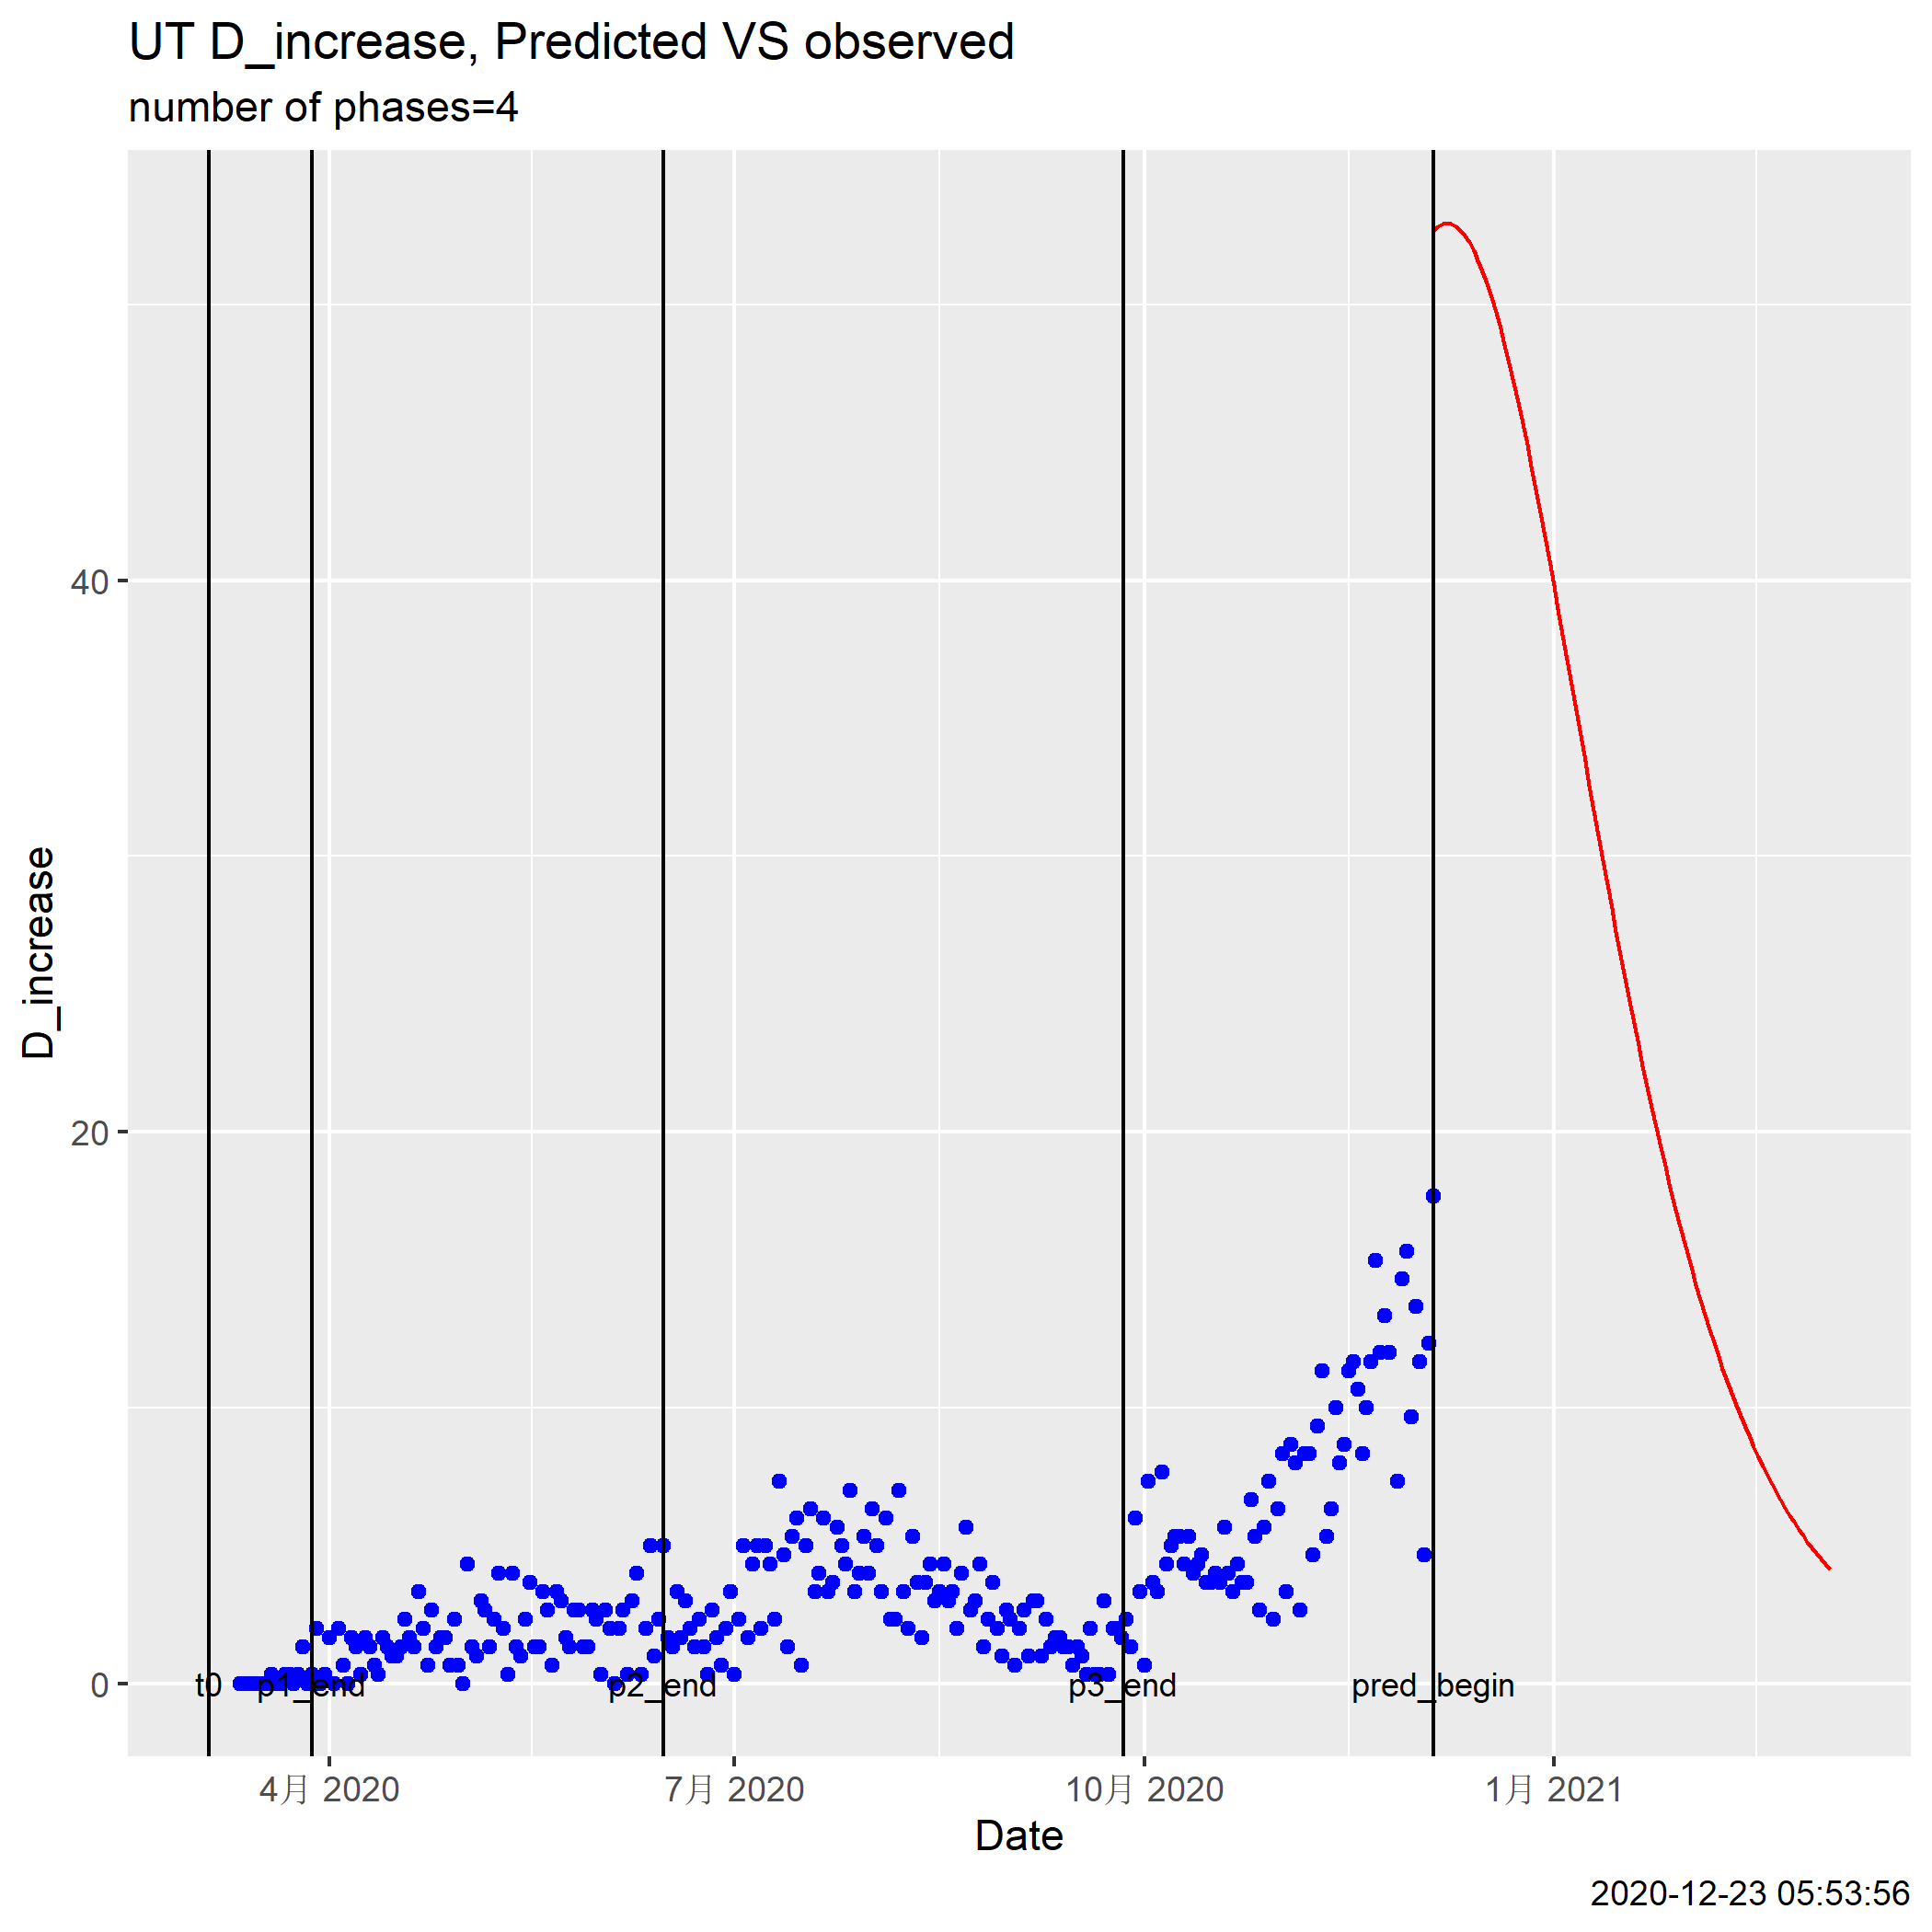 UT D_increase, Predicted VS observed
number of phases=4
D_increase
40
20
0
t0
p1_end
p2_end
p3_end
pred_begin
4月 2020
7月 2020
10月 2020
1月 2021
Date
2020-12-23 05:53:56